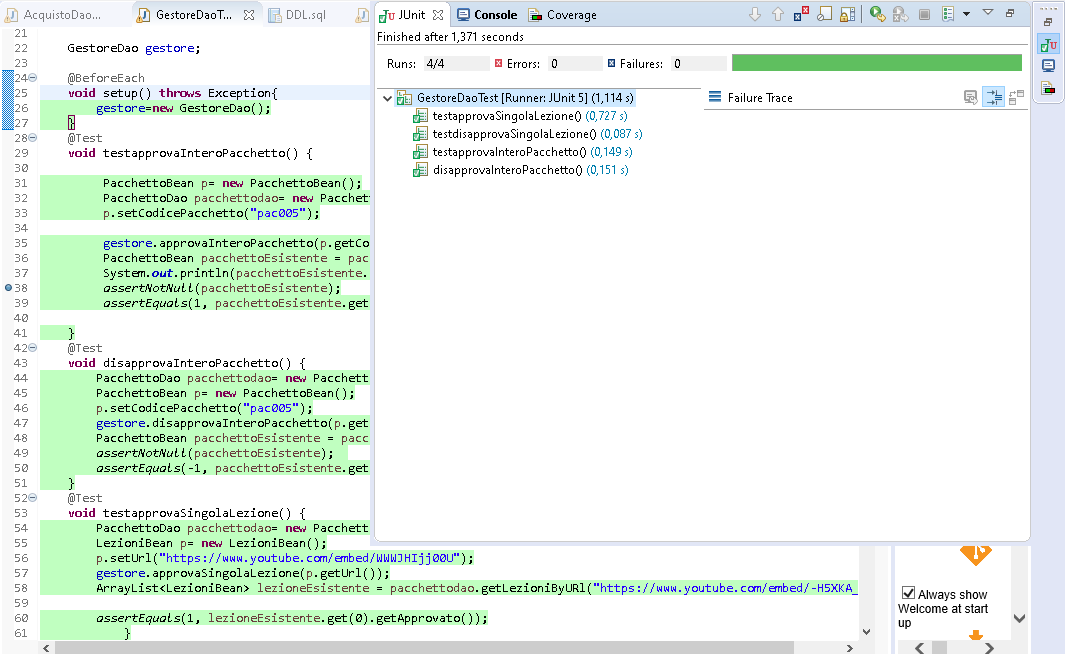 AcquistoDao...
GestoreDaoT...
DDL.sql
JUnit
Console
Coverage
Finished after 1,371 seconds
Runs: 4/4
Errors: 0
Failures: 0
GestoreDaoTest [Runner: JUnit 5] (1,114 s)
testapprovaSingolaLezione() (0,727 s)
testdisapprovaSingolaLezione() (0,087 s)
testapprovaInteroPacchetto() (0,149 s)
disapprovaInteroPacchetto() (0,151 s)
Failure Trace
21
22 GestoreDao gestore;
23
24 @BeforeEach
25 void setup() throws Exception{
26 gestore=new GestoreDao();
27 }
28 @Test
29 void testapprovaInteroPacchetto() {
30
31 PacchettoBean p= new PacchettoBean();
32 PacchettoDao pacchettodao= new Pacchet
33 p.setCodicePacchetto("pac005");
34
35 gestore.approvaInteroPacchetto(p.getCo
36 PacchettoBean pacchettoEsistente = pac
37 System.out.println(pacchettoEsistente.
38 assertNotNull(pacchettoEsistente);
39 assertEquals(1, pacchettoEsistente.get
40
41 }
42 @Test
43 void disapprovaInteroPacchetto() {
44 PacchettoDao pacchettodao= new Pacchett
45 PacchettoBean p= new PacchettoBean();
46 p.setCodicePacchetto("pac005");
47 gestore.disapprovaInteroPacchetto(p.get
48 PacchettoBean pacchettoEsistente = pacc
49 assertNotNull(pacchettoEsistente);
50 assertEquals(-1, pacchettoEsistente.get
51 }
52 @Test
53 void testapprovaSingolaLezione() {
54 PacchettoDao pacchettodao= new Pacchett
55 LezioniBean p= new LezioniBean();
56 p.setUrl("https://www.youtube.com/embed/WWWJHIjj00U");
57 gestore.approvaSingolaLezione(p.getUrl());
58 ArrayList<LezioniBean> lezioneEsistente = pacchettodao.getLezioniByURl("https://www.youtube.com/embed/-H5XKA_
59
60 assertEquals(1, lezioneEsistente.get(0).getApprovato());
61 }
Always show
Welcome at start
up